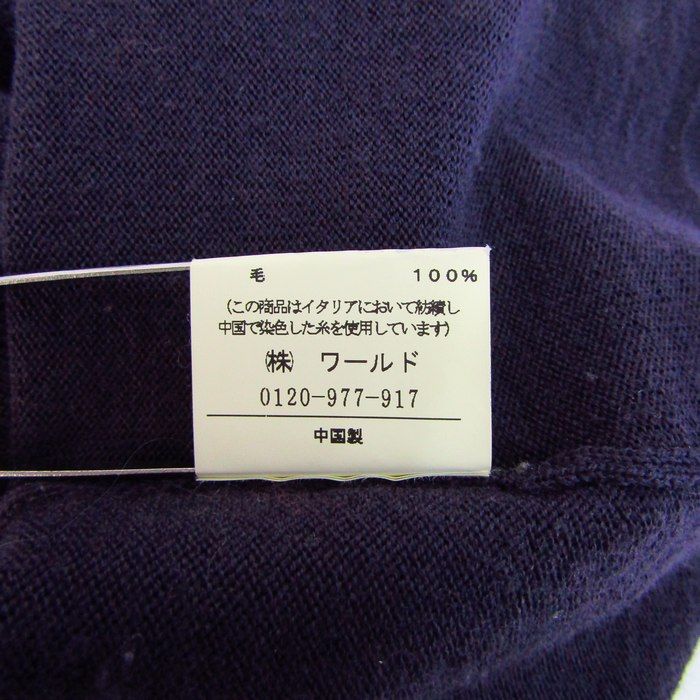 毛 100%
(この商品はイタリアにおいて紡績し
中国で染色した糸を使用しています)
㈱ ワールド
0120-977-917
中国製